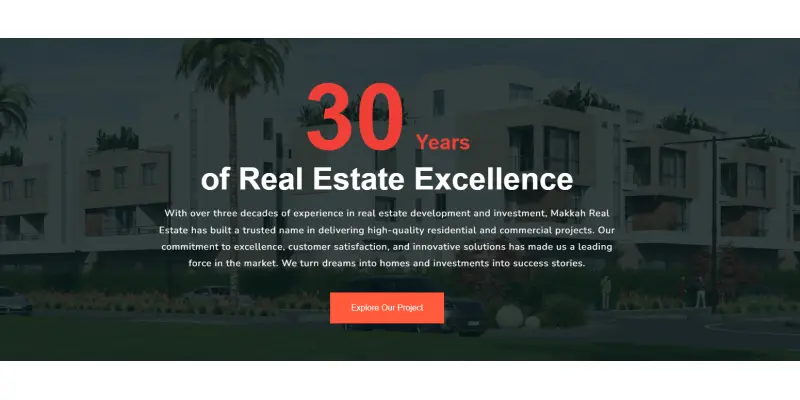 30 Years
of Real Estate Excellence
With over three decades of experience in real estate development and investment, Makkah Real
Estate has built a trusted name in delivering high-quality residential and commercial projects. Our
commitment to excellence, customer satisfaction, and innovative solutions has made us a leading
force in the market. We turn dreams into homes and investments into success stories.
Explore Our Project